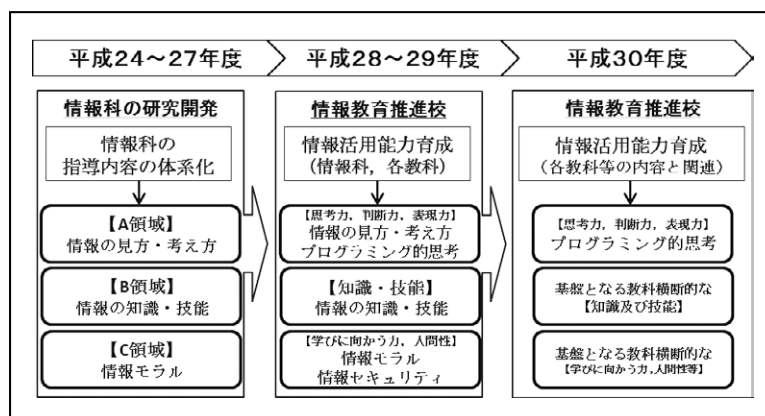 平成24～27年度
平成28～29年度
平成30年度
情報科の研究開発
情報科の
指導内容の体系化
【A領域】
情報の見方・考え方
【B領域】
情報の知識・技能
【C領域】
情報モラル
情報教育推進校
情報活用能力育成
(情報科，各教科)
【思考力，判断力，表現力】
情報の見方・考え方
プログラミング的思考
【知識・技能】
情報の知識・技能
【学びに向かう力，人間性】
情報モラル
情報セキュリティ
情報教育推進校
情報活用能力育成
(各教科等の内容と関連)
【思考力，判断力，表現力】
プログラミング的思考
基盤となる教科横断的な
【知識及び技能】
基盤となる教科横断的な
【学びに向かう力,人間性等】